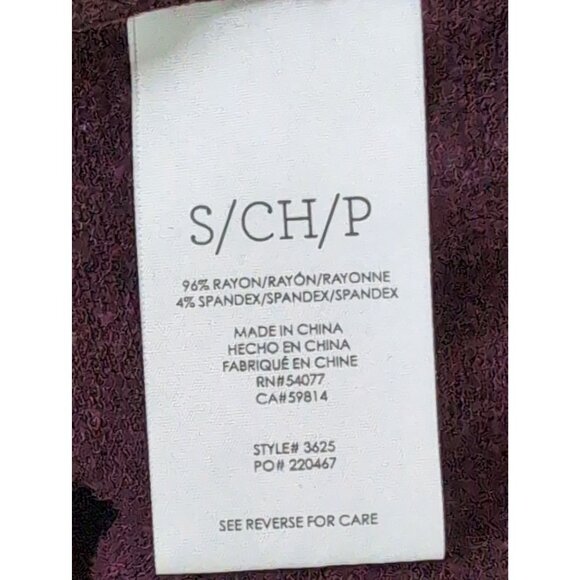 S/CH/P
96% RAYON/RAYÓN/RAYONNE
4% SPANDEX/SPANDEX/SPANDEX
MADE IN CHINA
HECHO EN CHINA
FABRIQUÉ EN CHINE
RN#54077
CA#59814
STYLE# 3625
PO# 220467
SEE REVERSE FOR CARE